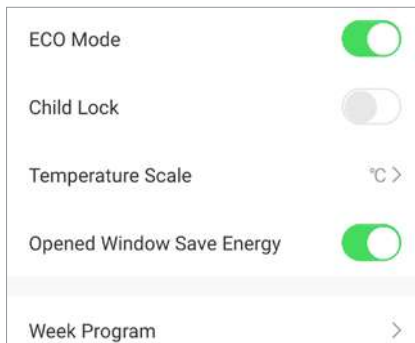 ECO Mode
Child Lock
Temperature Scale °C >
Opened Window Save Energy
Week Program >